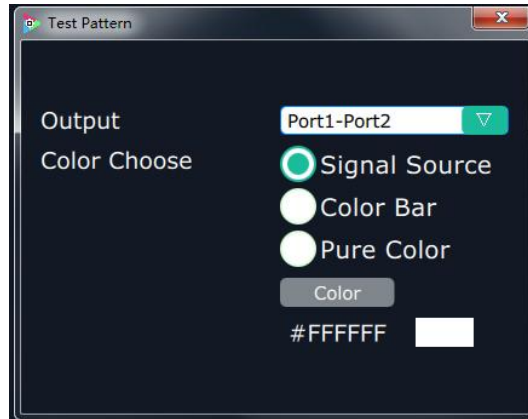 Test Pattern
Output
Port1-Port2
Color Choose
Signal Source
Color Bar
Pure Color
Color
#FFFFFF